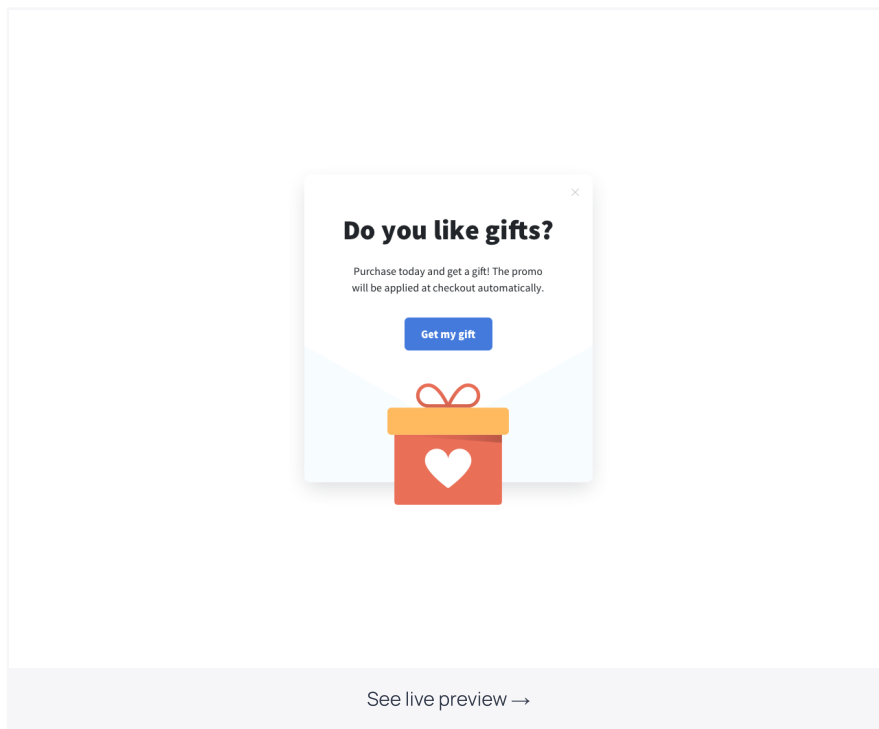 Do you like gifts?
Purchase today and get a gift! The promo
will be applied at checkout automatically.
Get my gift
See live preview →